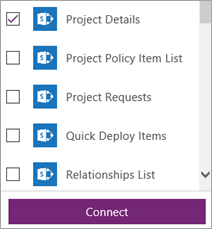 Project Details
Project Policy Item List
Project Requests
Quick Deploy Items
Relationships List
Connect